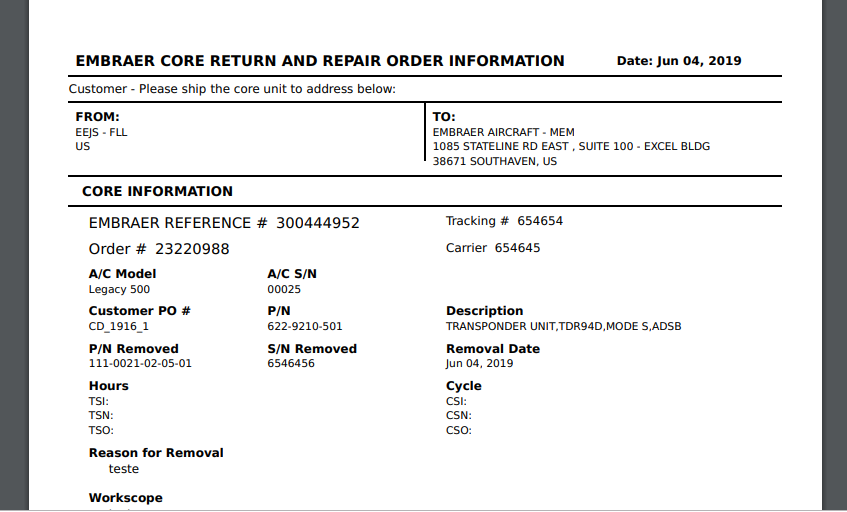 EMBRAER CORE RETURN AND REPAIR ORDER INFORMATION Date: Jun 04, 2019
Customer - Please ship the core unit to address below:
FROM:
EEJS - FLL
US
TO:
EMBRAER AIRCRAFT - MEM
1085 STATELINE RD EAST , SUITE 100 - EXCEL BLDG
38671 SOUTHAVEN, US
CORE INFORMATION
EMBRAER REFERENCE # 300444952 Tracking # 654654
Order # 23220988 Carrier 654645
A/C Model A/C S/N
Legacy 500 00025
Customer PO # P/N Description
CD_1916_1 622-9210-501 TRANSPONDER UNIT,TDR94D,MODE S,ADSB
P/N Removed S/N Removed Removal Date
111-0021-02-05-01 6546456 Jun 04, 2019
Hours Cycle
TSI: CSI:
TSN: CSN:
TSO: CSO:
Reason for Removal
teste
Workscope